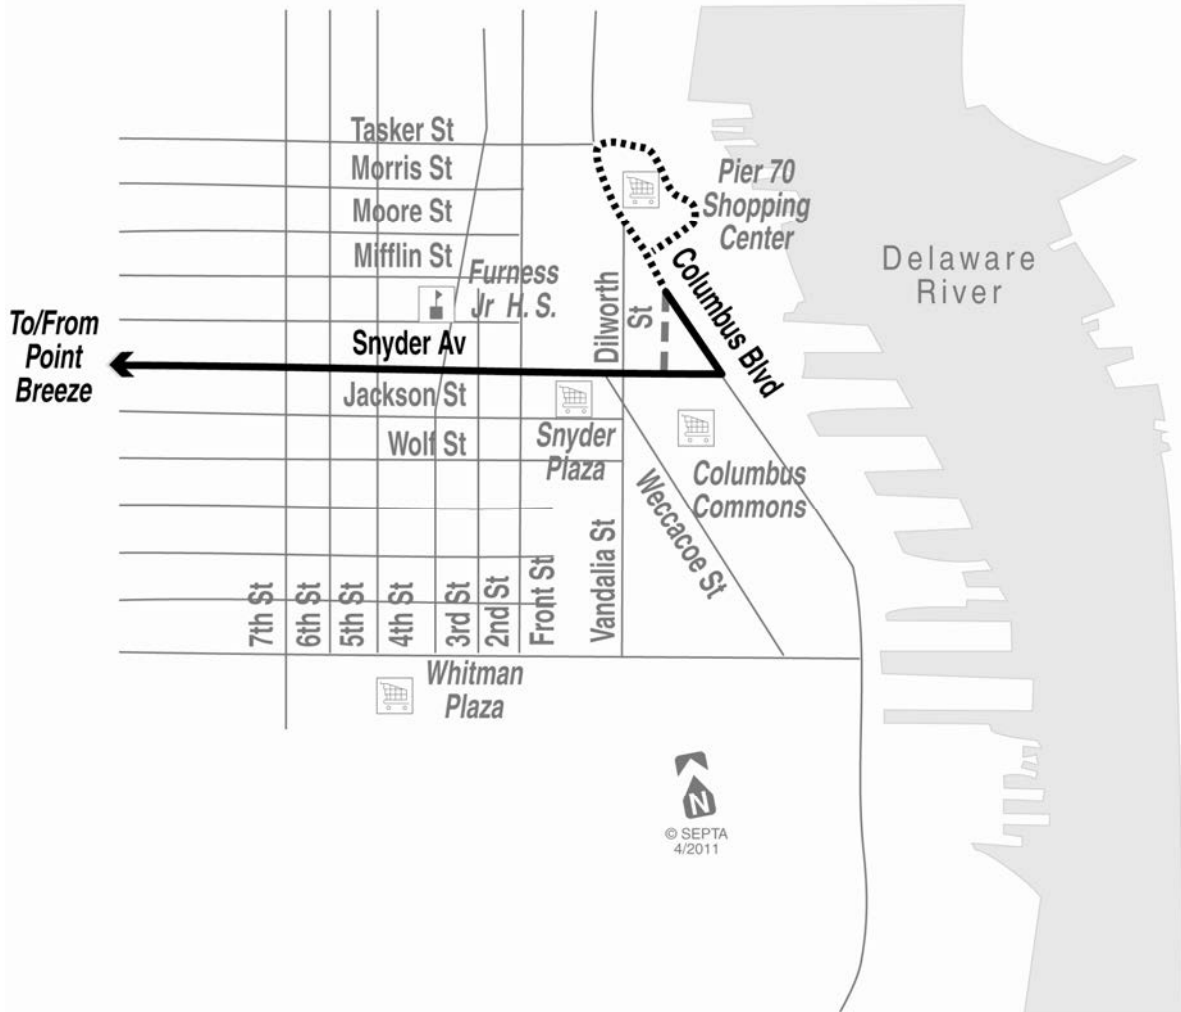 Tasker St
Morris St
Moore St
Mifflin St
Furness
Jr H. S.
Pier 70
Shopping
Center
Delaware
River
Columbus Blvd
Dilworth
St
To/From
Point
Breeze
Snyder Av
Jackson St
Wolf St
Snyder
Plaza
Columbus
Commons
Weccacoe St
Vandalia St
7th St
6th St
5th St
4th St
3rd St
2nd St
Front St
Whitman
Plaza
N
© SEPTA
4/2011